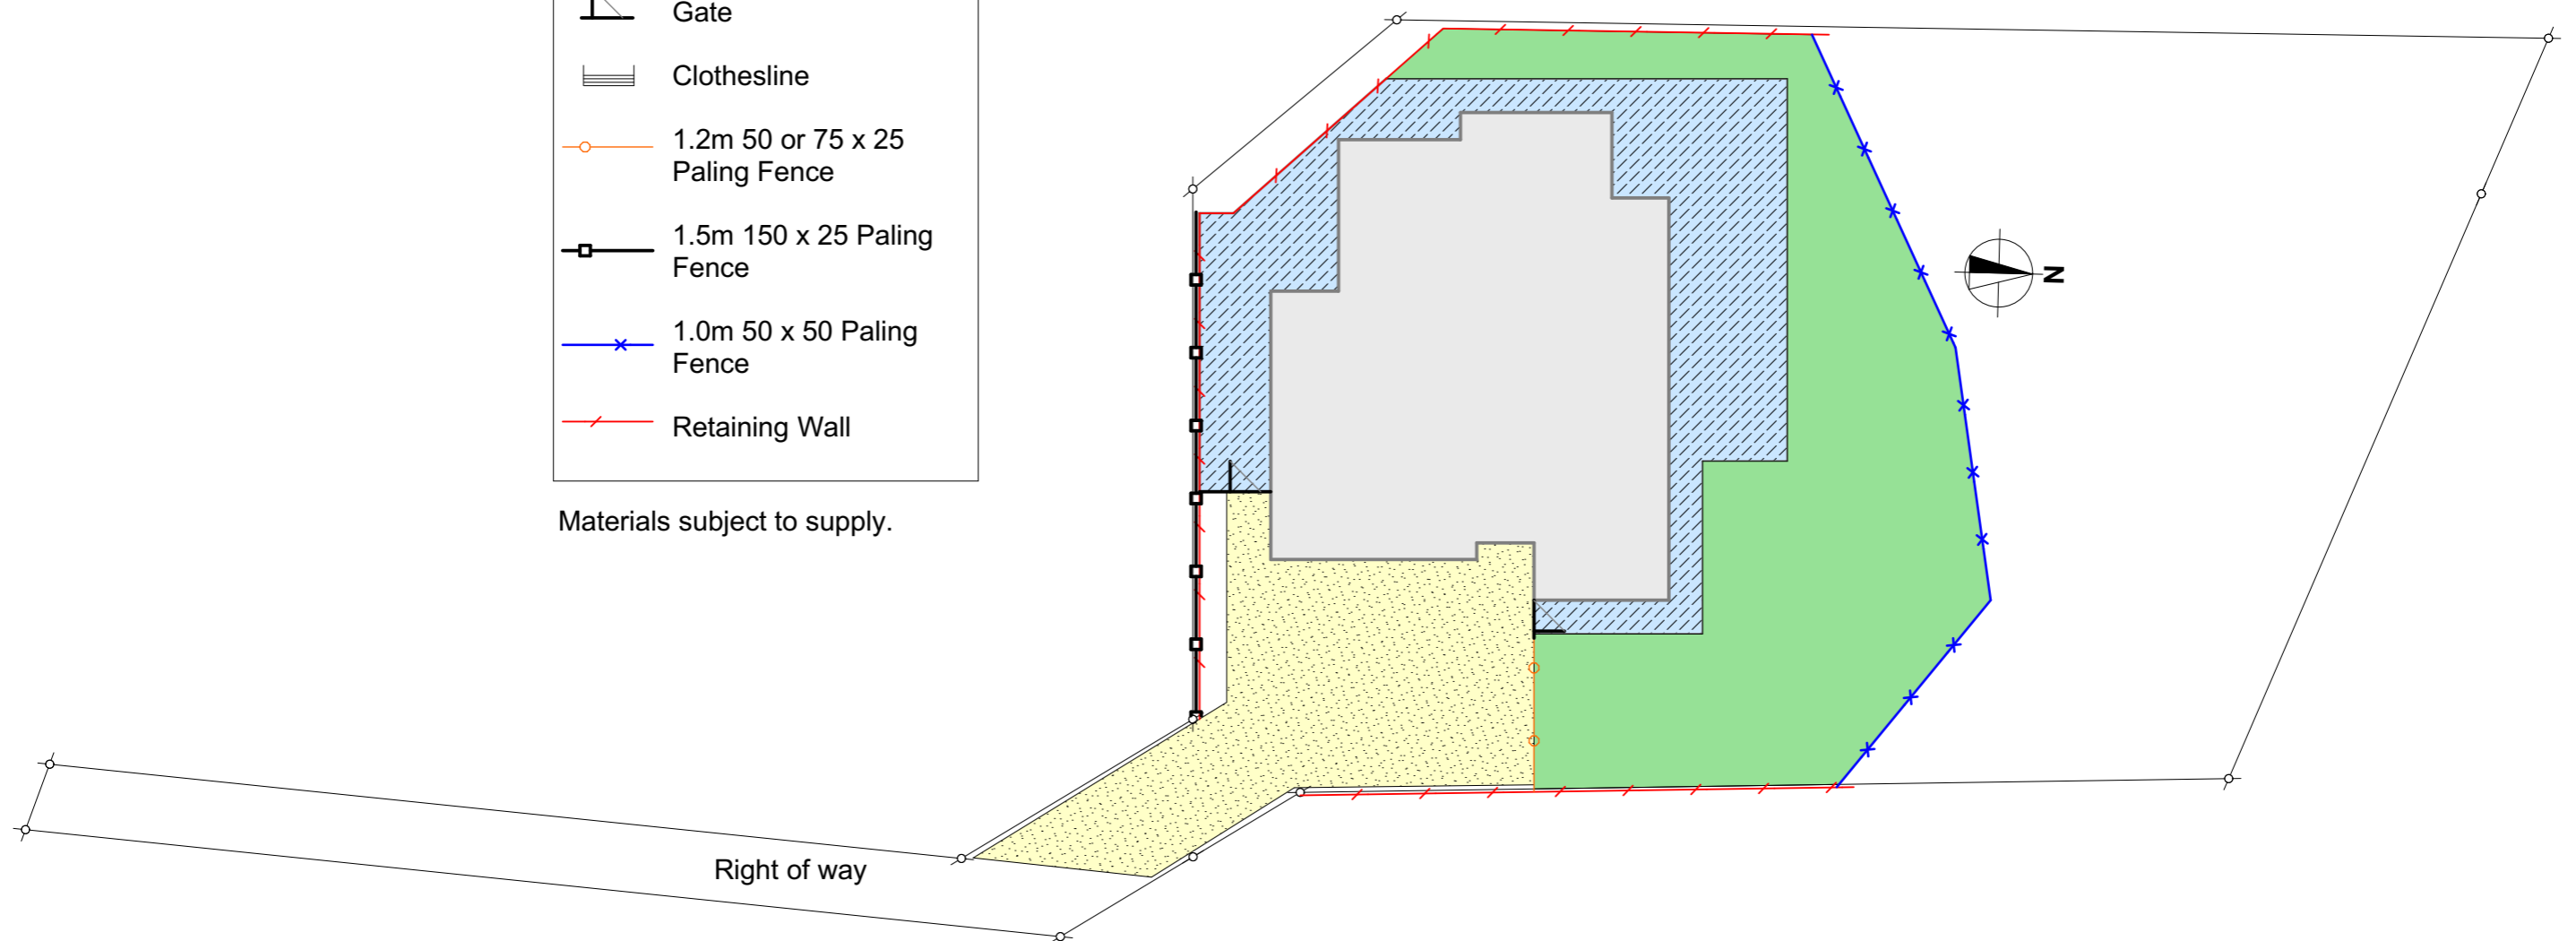 Gate
Clothesline
1.2m 50 or 75 x 25
Paling Fence
1.5m 150 x 25 Paling
Fence
1.0m 50 x 50 Paling
Fence
Retaining Wall
Materials subject to supply.
N
Right of way